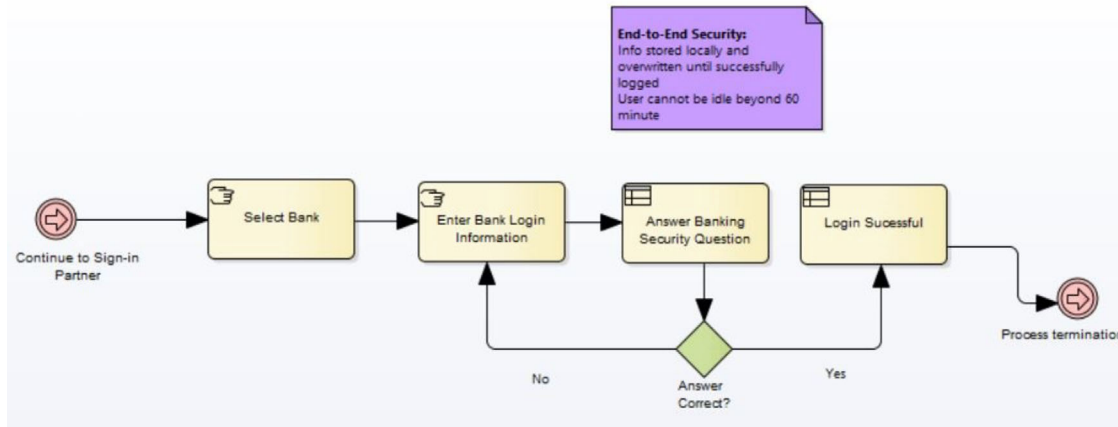 End-to-End Security:
Info stored locally and
overwritten until successfully
logged
User cannot be idle beyond 60
minute
Continue to Sign-in
Partner
Select Bank
Enter Bank Login
Information
Answer Banking
Security Question
Login Sucessful
Process termination
No
Answer
Correct?
Yes